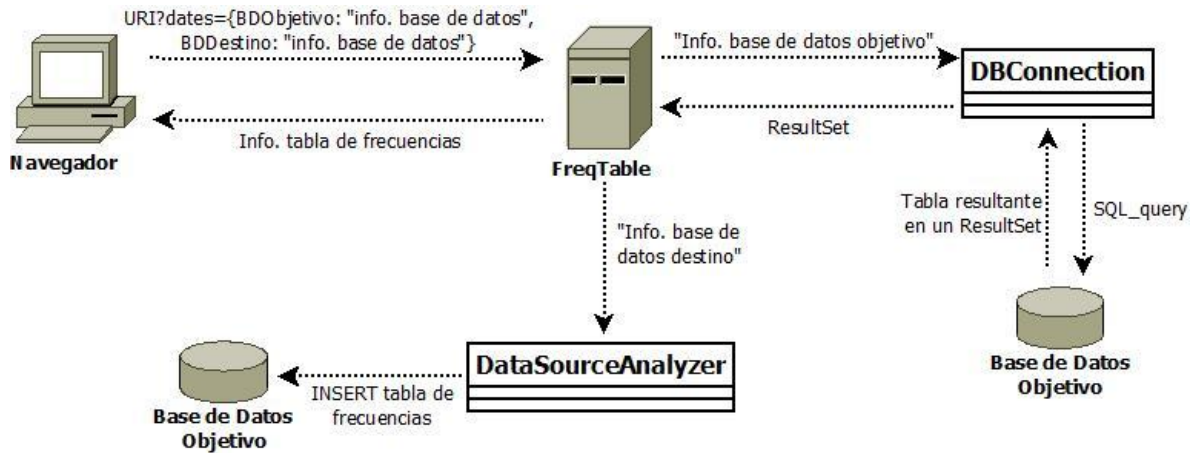 URI?dates={BDObjetivo: "info. base de datos",
BDDestino: "info. base de datos"}
"Info. base de datos objetivo"
DBConnection
Info. tabla de frecuencias
ResultSet
Navegador
FreqTable
Tabla resultante
en un ResultSet
SQL_query
"Info. base de
datos destino"
Base de Datos
Objetivo
DataSourceAnalyzer
INSERT tabla de
frecuencias
Base de Datos
Objetivo